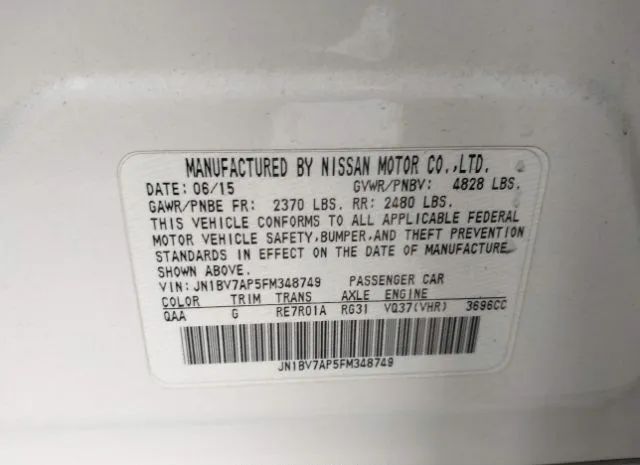 MANUFACTURED BY NISSAN MOTOR CO.,LTD.
DATE: 06/15 GVWR/PNBV: 4828 LBS.
GAWR/PNBE FR: 2370 LBS. RR: 2480 LBS.
THIS VEHICLE CONFORMS TO ALL APPLICABLE FEDERAL
MOTOR VEHICLE SAFETY,BUMPER,AND THEFT PREVENTION
STANDARDS IN EFFECT ON THE DATE OF MANUFACTURE
SHOWN ABOVE.
VIN: JN1BV7AP5FM348749 PASSENGER CAR
COLOR TRIM TRANS AXLE ENGINE
QAA G RE7R01A RG31 VQ37(VHR) 3696CC
JN1BV7AP5FM348749